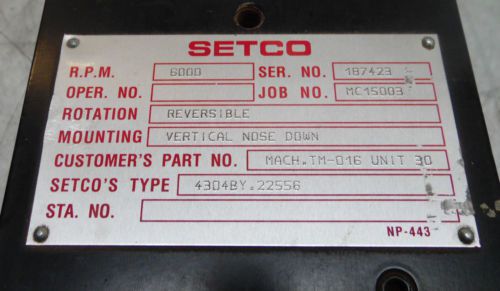 SETCO
R.P.M. 6000 SER. NO. 187423
OPER. NO. JOB NO. MC15003
ROTATION REVERSIBLE
MOUNTING VERTICAL NOSE DOWN
CUSTOMER'S PART NO. MACH.TM-016 UNIT 30
SETCO'S TYPE 4304BY.22556
STA. NO.
NP-443